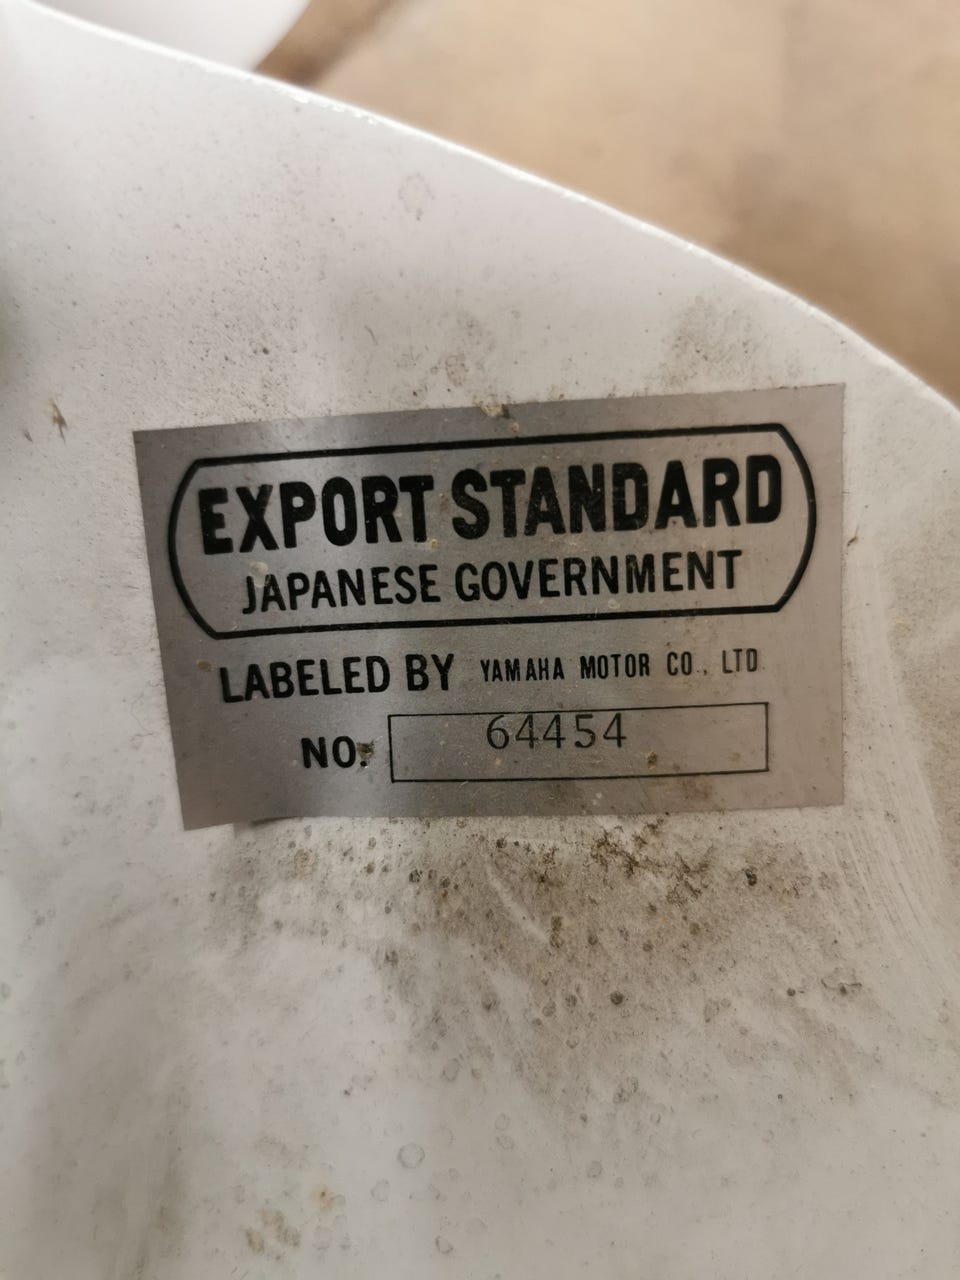 EXPORT STANDARD
JAPANESE GOVERNMENT
LABELED BY YAMAHA MOTOR CO., LTD.
NO. 64454